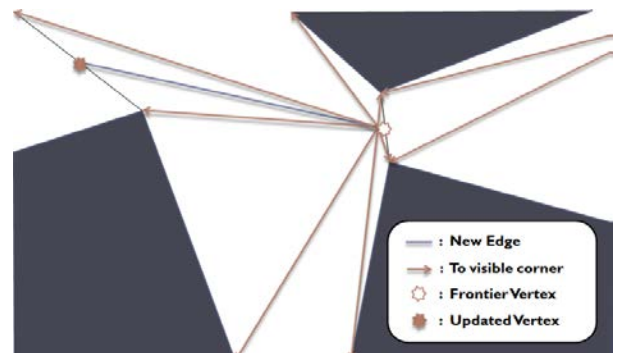 : New Edge
: To visible corner
: Frontier Vertex
: Updated Vertex